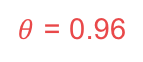 θ = 0.96